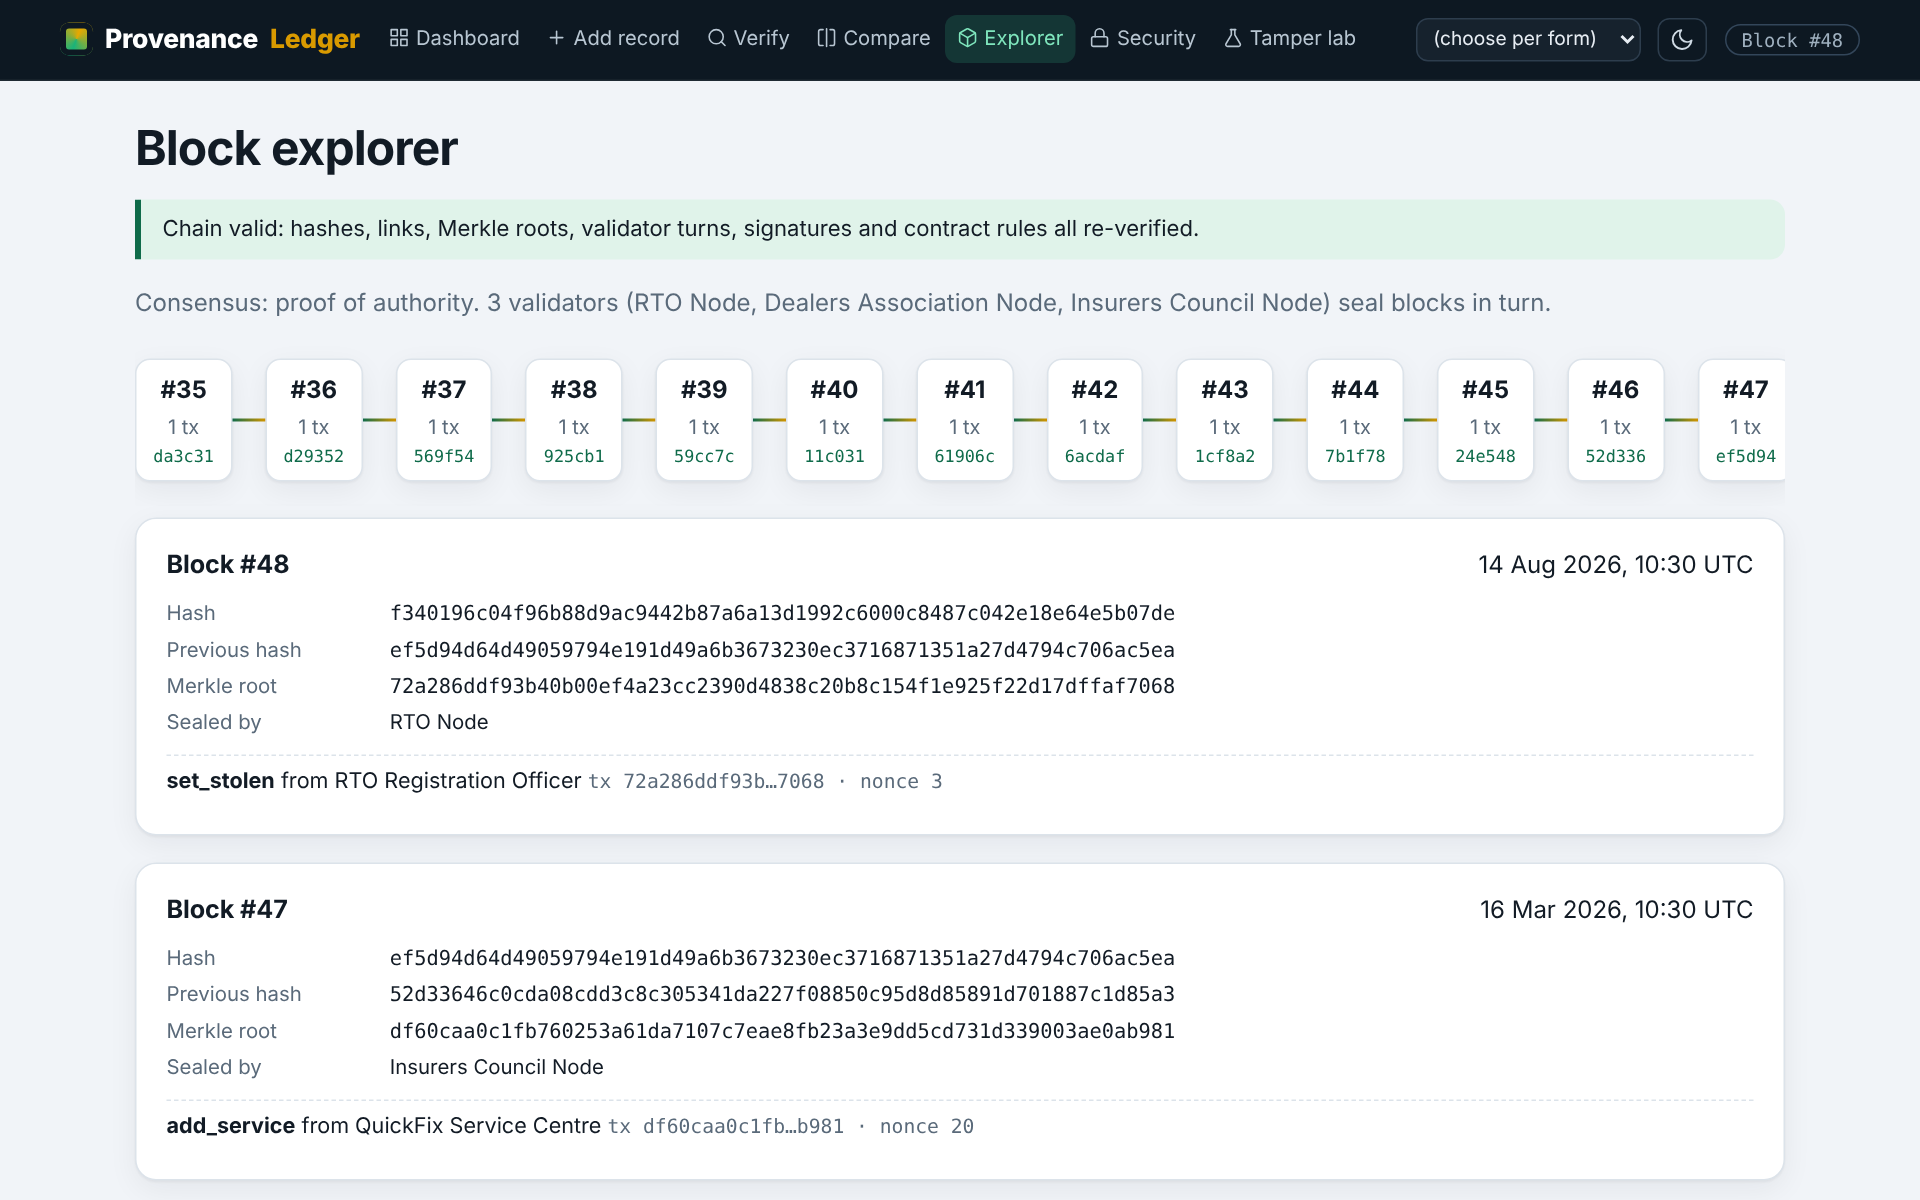 Provenance Ledger Dashboard Add record Verify Compare Explorer Security Tamper lab (choose per form) Block #48
Block explorer
Chain valid: hashes, links, Merkle roots, validator turns, signatures and contract rules all re-verified.
Consensus: proof of authority. 3 validators (RTO Node, Dealers Association Node, Insurers Council Node) seal blocks in turn.
#35 #36 #37 #38 #39 #40 #41 #42 #43 #44 #45 #46 #47
1 tx 1 tx 1 tx 1 tx 1 tx 1 tx 1 tx 1 tx 1 tx 1 tx 1 tx 1 tx 1 tx
da3c31 d29352 569f54 925cb1 59cc7c 11c031 61906c 6acdaf 1cf8a2 7b1f78 24e548 52d336 ef5d94
Block #48 14 Aug 2026, 10:30 UTC
Hash f340196c04f96b88d9ac9442b87a6a13d1992c6000c8487c042e18e64e5b07de
Previous hash ef5d94d64d49059794e191d49a6b3673230ec3716871351a27d4794c706ac5ea
Merkle root 72a286ddf93b40b00ef4a23cc2390d4838c20b8c154f1e925f22d17dffaf7068
Sealed by RTO Node
set_stolen from RTO Registration Officer tx 72a286ddf93b…7068 · nonce 3
Block #47 16 Mar 2026, 10:30 UTC
Hash ef5d94d64d49059794e191d49a6b3673230ec3716871351a27d4794c706ac5ea
Previous hash 52d33646c0cda08cdd3c8c305341da227f08850c95d8d85891d701887c1d85a3
Merkle root df60caa0c1fb760253a61da7107c7eae8fb23a3e9dd5cd731d339003ae0ab981
Sealed by Insurers Council Node
add_service from QuickFix Service Centre tx df60caa0c1fb…b981 · nonce 20